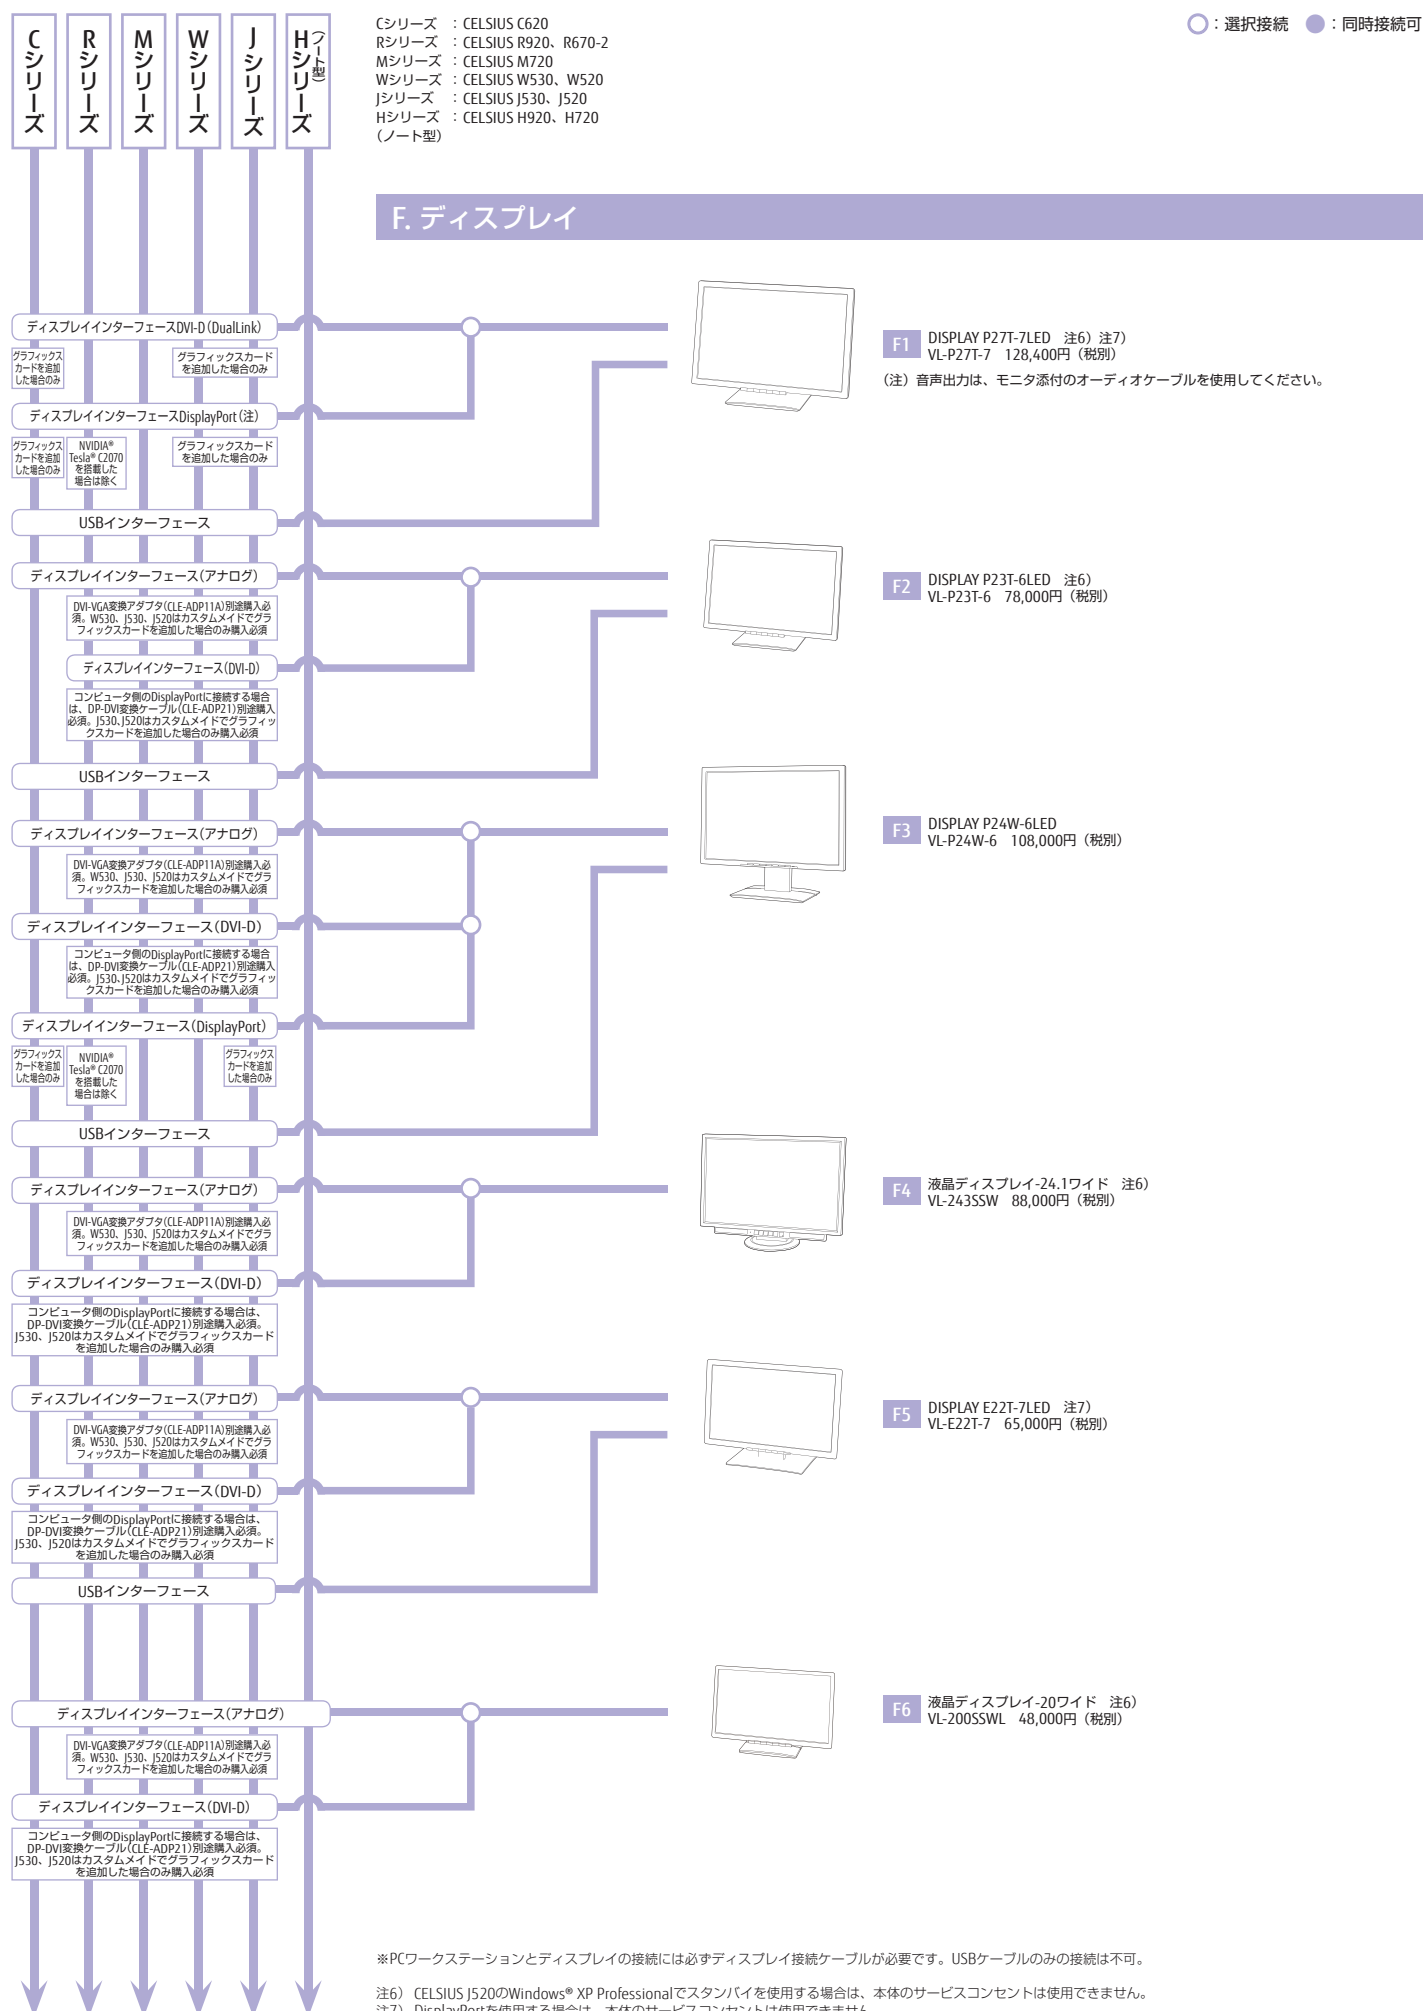 Cシリーズ
Rシリーズ
Mシリーズ
Wシリーズ
Jシリーズ
Hシリーズ
(ノート型)
Cシリーズ ：CELSIUS C620
Rシリーズ ：CELSIUS R920、R670-2
Mシリーズ ：CELSIUS M720
Wシリーズ ：CELSIUS W530、W520
Jシリーズ ：CELSIUS J530、J520
Hシリーズ ：CELSIUS H920、H720
(ノート型)
○：選択接続 ●：同時接続可
F. ディスプレイ
ディスプレイインターフェースDVI-D(DualLink)
グラフィックス
カードを追加
した場合のみ
グラフィックスカード
を追加した場合のみ
F1
DISPLAY P27T-7LED 注6) 注7)
VL-P27T-7 128,400円(税別)
(注)音声出力は、モニタ添付のオーディオケーブルを使用してください。
ディスプレイインターフェースDisplayPort(注)
グラフィックス
カードを追加
した場合のみ
NVIDIA®
Tesla® C2070
を搭載した
場合は除く
グラフィックスカード
を追加した場合のみ
USBインターフェース
ディスプレイインターフェース(アナログ)
DVI-VGA変換アダプタ(CLE-ADP11A)別途購入必
須。W530、J530、J520はカスタムメイドでグラ
フィックスカードを追加した場合のみ購入必須
F2
DISPLAY P23T-6LED 注6)
VL-P23T-6 78,000円(税別)
ディスプレイインターフェース(DVI-D)
コンピュータ側のDisplayPortに接続する場合
は、DP-DVI変換ケーブル(CLE-ADP21)別途購入
必須。J530、J520はカスタムメイドでグラフィッ
クスカードを追加した場合のみ購入必須
USBインターフェース
ディスプレイインターフェース(アナログ)
DVI-VGA変換アダプタ(CLE-ADP11A)別途購入必
須。W530、J530、J520はカスタムメイドでグラ
フィックスカードを追加した場合のみ購入必須
F3
DISPLAY P24W-6LED
VL-P24W-6 108,000円(税別)
ディスプレイインターフェース(DVI-D)
コンピュータ側のDisplayPortに接続する場合
は、DP-DVI変換ケーブル(CLE-ADP21)別途購入
必須。J530、J520はカスタムメイドでグラフィッ
クスカードを追加した場合のみ購入必須
ディスプレイインターフェース(DisplayPort)
グラフィックス
カードを追加
した場合のみ
NVIDIA®
Tesla® C2070
を搭載した
場合は除く
グラフィックス
カードを追加
した場合のみ
USBインターフェース
ディスプレイインターフェース(アナログ)
DVI-VGA変換アダプタ(CLE-ADP11A)別途購入必
須。W530、J530、J520はカスタムメイドでグラ
フィックスカードを追加した場合のみ購入必須
F4
液晶ディスプレイ-24.1ワイド 注6)
VL-243SSW 88,000円(税別)
ディスプレイインターフェース(DVI-D)
コンピュータ側のDisplayPortに接続する場合は、
DP-DVI変換ケーブル(CLE-ADP21)別途購入必須。
J530、J520はカスタムメイドでグラフィックスカード
を追加した場合のみ購入必須
ディスプレイインターフェース(アナログ)
DVI-VGA変換アダプタ(CLE-ADP11A)別途購入必
須。W530、J530、J520はカスタムメイドでグラ
フィックスカードを追加した場合のみ購入必須
F5
DISPLAY E22T-7LED 注7)
VL-E22T-7 65,000円(税別)
ディスプレイインターフェース(DVI-D)
コンピュータ側のDisplayPortに接続する場合は、
DP-DVI変換ケーブル(CLE-ADP21)別途購入必須。
J530、J520はカスタムメイドでグラフィックスカード
を追加した場合のみ購入必須
USBインターフェース
ディスプレイインターフェース(アナログ)
DVI-VGA変換アダプタ(CLE-ADP11A)別途購入必
須。W530、J530、J520はカスタムメイドでグラ
フィックスカードを追加した場合のみ購入必須
F6
液晶ディスプレイ-20ワイド 注6)
VL-200SSWL 48,000円(税別)
ディスプレイインターフェース(DVI-D)
コンピュータ側のDisplayPortに接続する場合は、
DP-DVI変換ケーブル(CLE-ADP21)別途購入必須。
J530、J520はカスタムメイドでグラフィックスカード
を追加した場合のみ購入必須
※PCワークステーションとディスプレイの接続には必ずディスプレイ接続ケーブルが必要です。USBケーブルのみの接続は不可。
注6) CELSIUS J520のWindows® XP Professionalでスタンバイを使用する場合は、本体のサービスコンセントは使用できません。
注7) DisplayPortを使用する場合は、本体のサービスコンセントは使用できません。